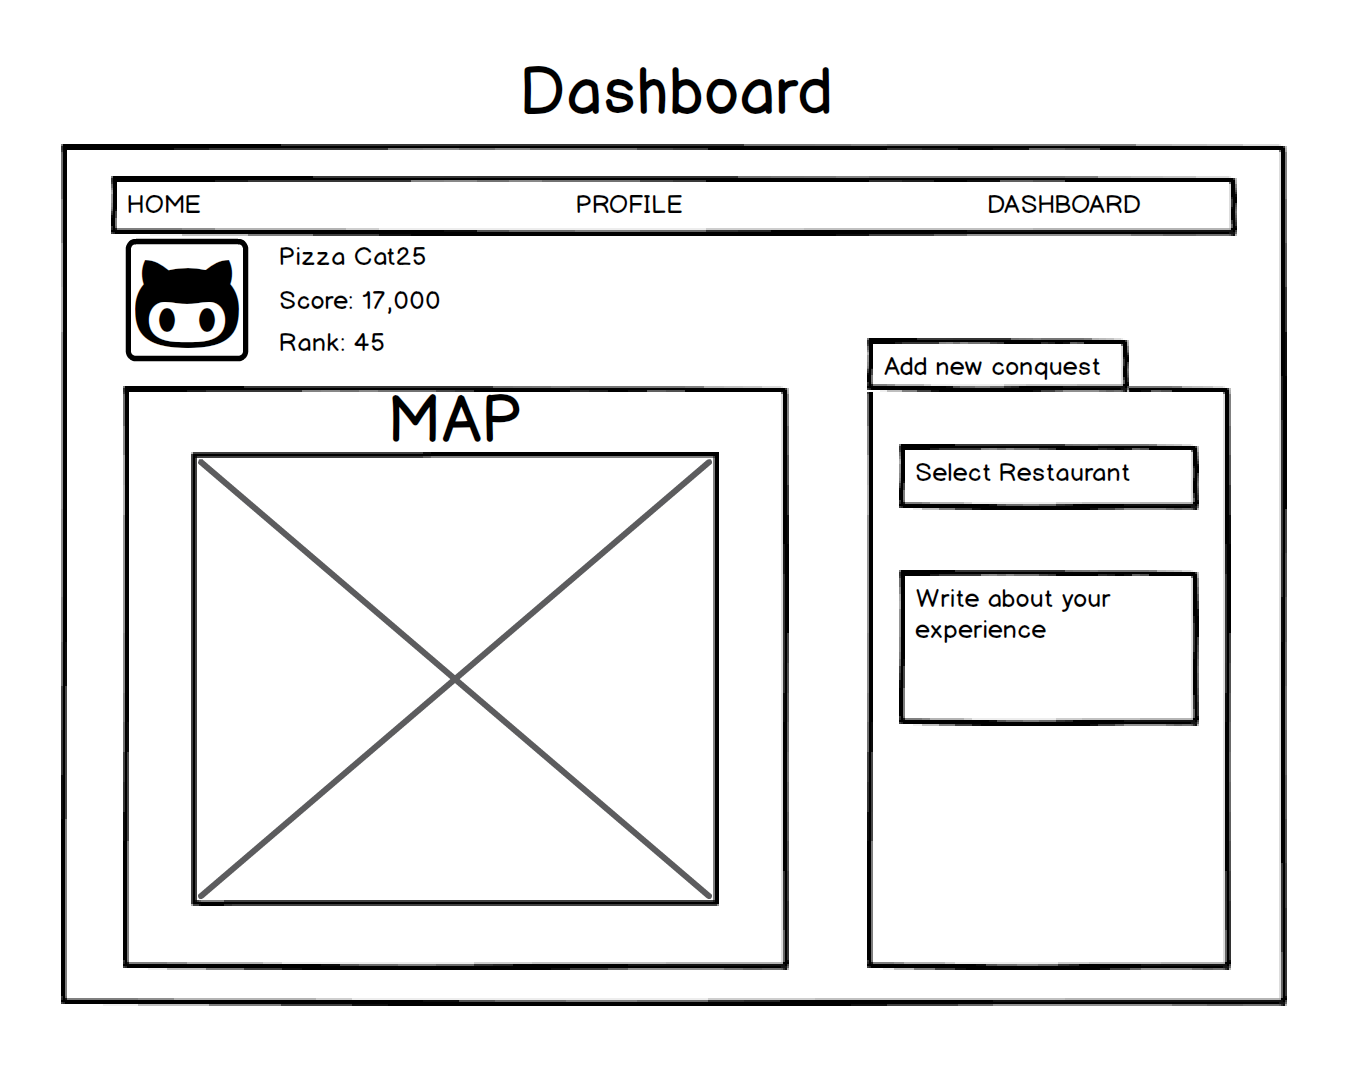 Dashboard
HOME
PROFILE
DASHBOARD
Pizza Cat25
Score: 17,000
Rank: 45
Add new conquest
MAP
Select Restaurant
Write about your
experience